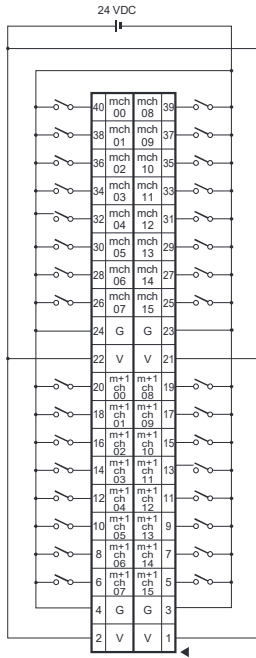 24 VDC
40 mch 00 mch 08 39
38 mch 01 mch 09 37
36 mch 02 mch 10 35
34 mch 03 mch 11 33
32 mch 04 mch 12 31
30 mch 05 mch 13 29
28 mch 06 mch 14 27
26 mch 07 mch 15 25
24 G G 23
22 V V 21
20 m+1 ch 00 m+1 ch 08 19
18 m+1 ch 01 m+1 ch 09 17
16 m+1 ch 02 m+1 ch 10 15
14 m+1 ch 03 m+1 ch 11 13
12 m+1 ch 04 m+1 ch 12 11
10 m+1 ch 05 m+1 ch 13 9
8 m+1 ch 06 m+1 ch 14 7
6 m+1 ch 07 m+1 ch 15 5
4 G G 3
2 V V 1